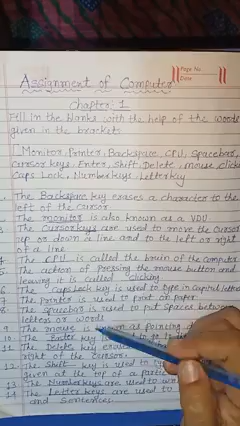 Page No.
Date
Assignment of Computer
Chapter: 1
Fill in the blanks with the help of the words
given in the brackets
Monitor, Printer, Backspace, CPU, Spacebar,
Cursor keys, Enter, Shift, Delete, mouse, click
Caps Lock, Number keys, Letter key
The Backspace key erases a character to the
left of the cursor
The monitor is also known as a VDU
3 The Cursor keys are used to move the cursor
up or down a line and to the left or right
of a line
4 The CPU is called the brain of the computer
5 The action of pressing the mouse button and
leaving it is called "cliching
6 The "Capslock key is used to type in capital letters
7 The Printer is used to print on paper
8 The Spacebar is used to put spaces between
letters or words
9 The mouse is known as pointing
10 The Enter key is
11 The Delete key erases
right of the cursor.
12 The Shift key is used to type
given at the top of a
13 The Number keys are used to
14 The Letter keys are used to
and sentences.